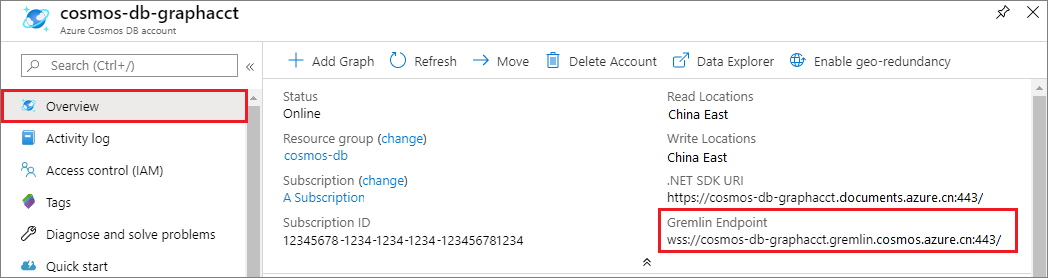 cosmos-db-graphacct
Azure Cosmos DB account
Search (Ctrl+/)
Overview
Activity log
Access control (IAM)
Tags
Diagnose and solve problems
Quick start
Add Graph
Refresh
Move
Delete Account
Data Explorer
Enable geo-redundancy
Status
Online
Resource group (change)
cosmos-db
Subscription (change)
A Subscription
Subscription ID
12345678-1234-1234-1234-123456781234
Read Locations
China East
Write Locations
China East
.NET SDK URI
https://cosmos-db-graphacct.documents.azure.cn:443/
Gremlin Endpoint
wss://cosmos-db-graphacct.gremlin.cosmos.azure.cn:443/